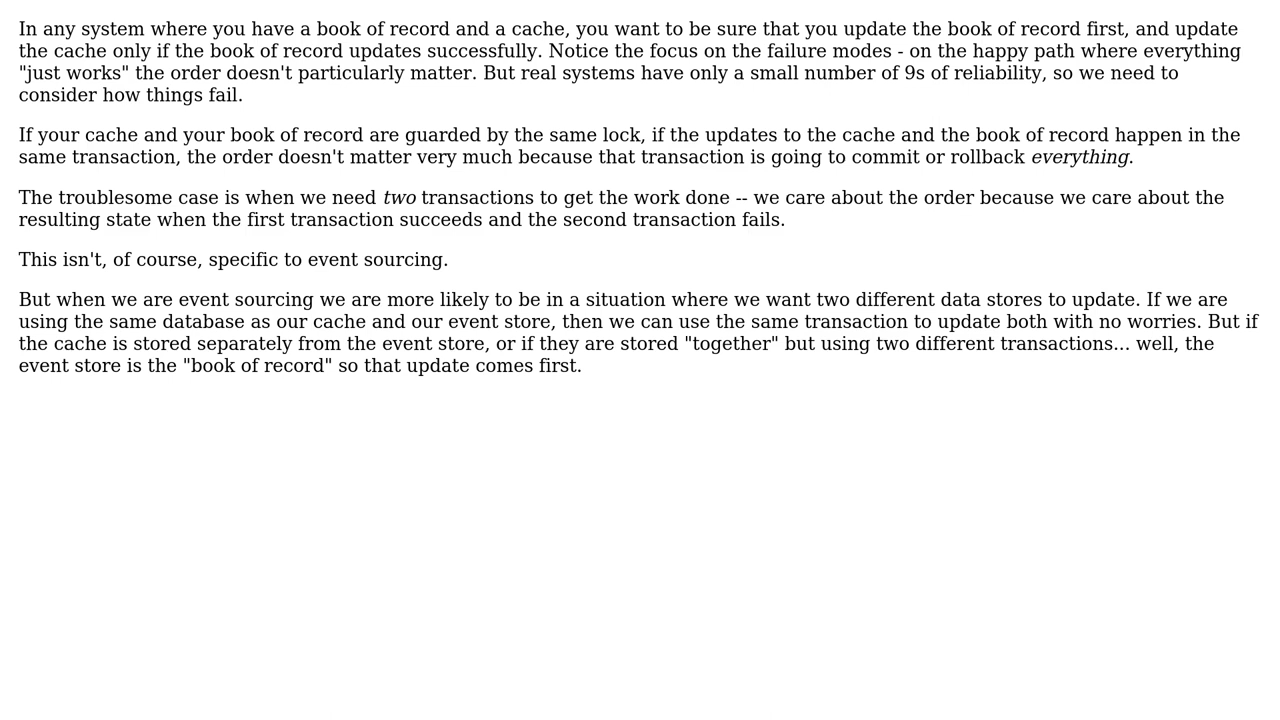 In any system where you have a book of record and a cache, you want to be sure that you update the book of record first, and update
the cache only if the book of record updates successfully. Notice the focus on the failure modes - on the happy path where everything
"just works" the order doesn't particularly matter. But real systems have only a small number of 9s of reliability, so we need to
consider how things fail.
If your cache and your book of record are guarded by the same lock, if the updates to the cache and the book of record happen in the
same transaction, the order doesn't matter very much because that transaction is going to commit or rollback everything.
The troublesome case is when we need two transactions to get the work done -- we care about the order because we care about the
resulting state when the first transaction succeeds and the second transaction fails.
This isn't, of course, specific to event sourcing.
But when we are event sourcing we are more likely to be in a situation where we want two different data stores to update. If we are
using the same database as our cache and our event store, then we can use the same transaction to update both with no worries. But if
the cache is stored separately from the event store, or if they are stored "together" but using two different transactions... well, the
event store is the "book of record" so that update comes first.